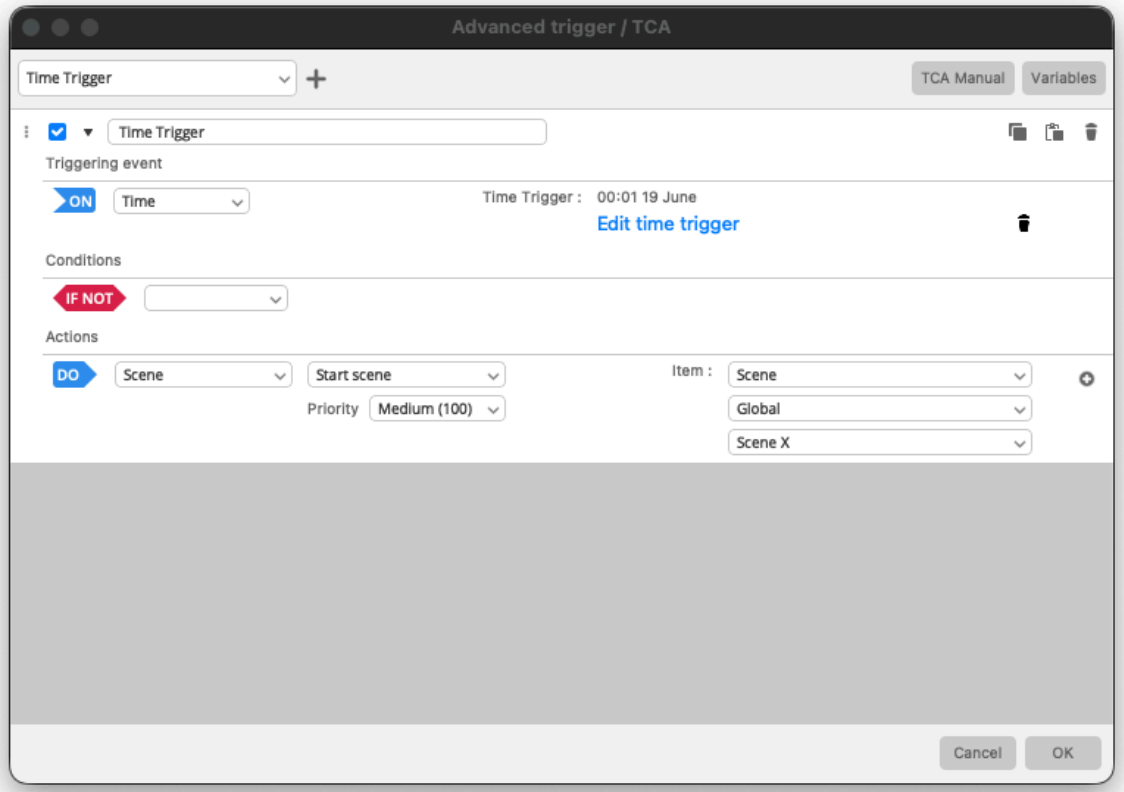 Advanced trigger / TCA
Time Trigger
TCA Manual
Variables
Time Trigger
Triggering event
ON
Time
Time Trigger : 00:01 19 June
Edit time trigger
Conditions
IF NOT
Actions
DO
Scene
Start scene
Item :
Scene
Priority
Medium (100)
Global
Scene X
Cancel
OK